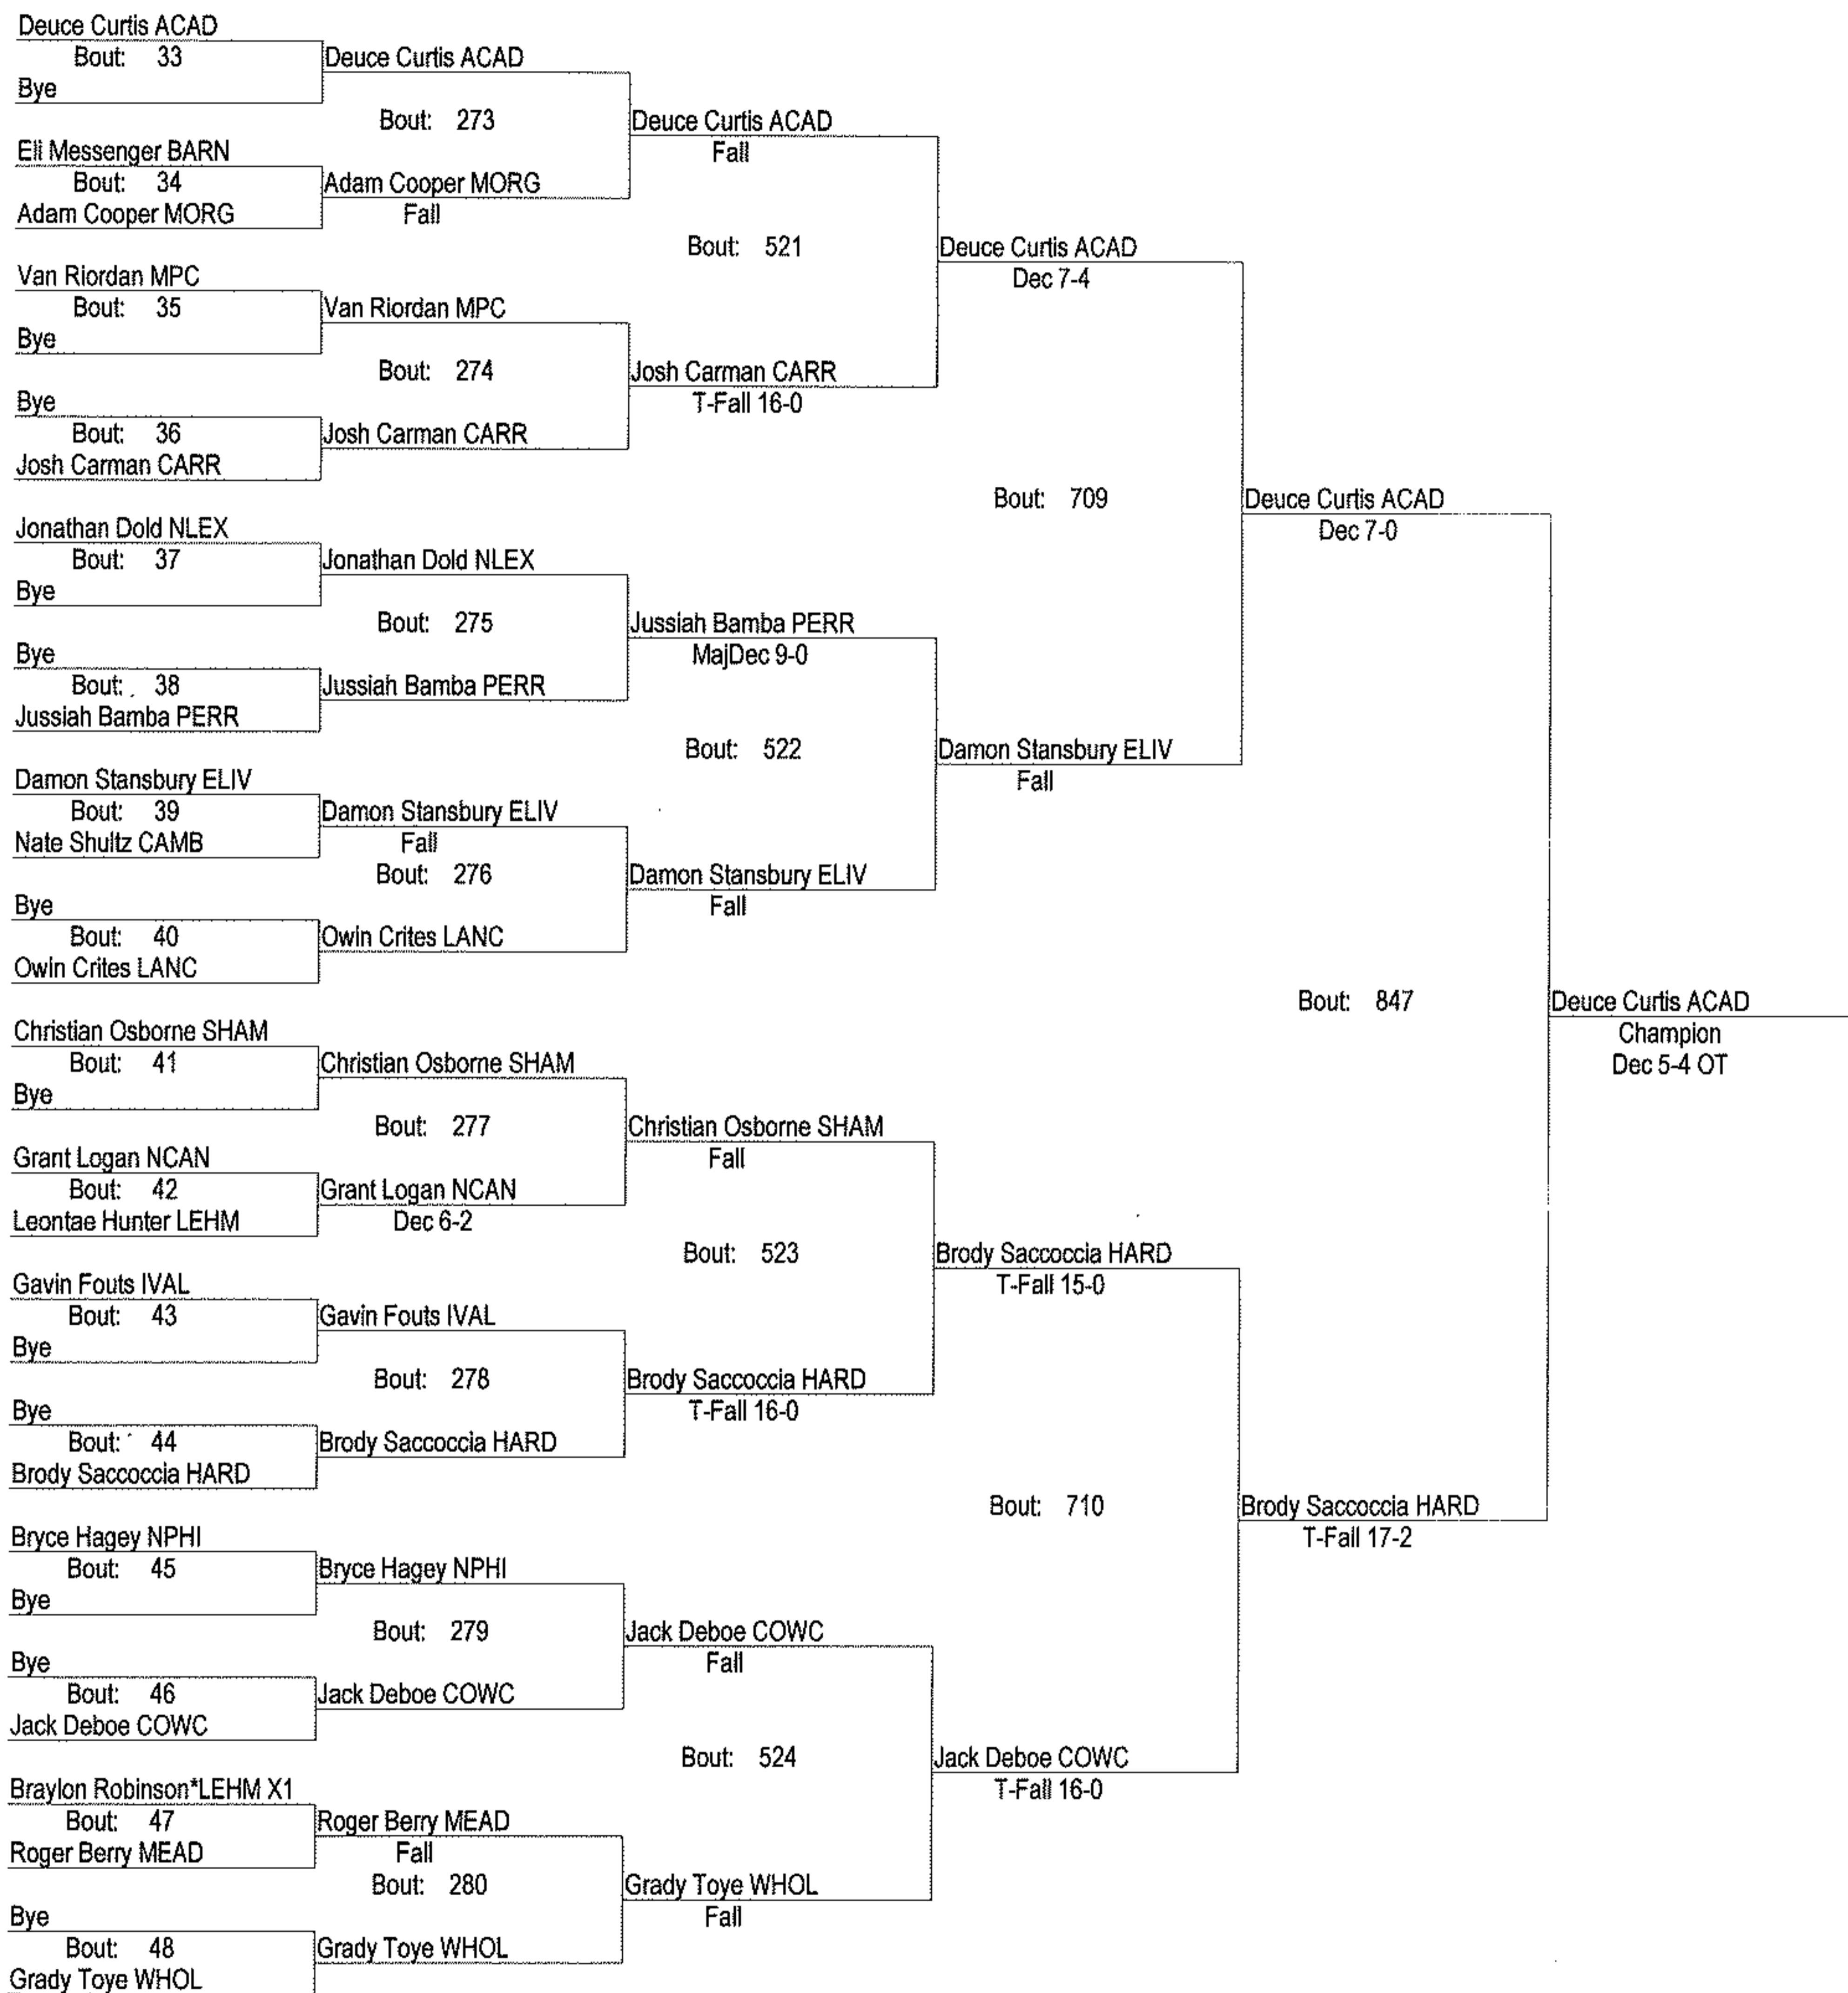 Deuce Curtis ACAD
Bout: 33
Bye
Deuce Curtis ACAD
Bout: 273
Eli Messenger BARN
Bout: 34
Adam Cooper MORG
Adam Cooper MORG
Fall
Deuce Curtis ACAD
Fall
Bout: 521
Van Riordan MPC
Bout: 35
Bye
Van Riordan MPC
Bout: 274
Bye
Bout: 36
Josh Carman CARR
Josh Carman CARR
Josh Carman CARR
T-Fall 16-0
Deuce Curtis ACAD
Dec 7-4
Bout: 709
Jonathan Dold NLEX
Bout: 37
Bye
Jonathan Dold NLEX
Bout: 275
Bye
Bout: 38
Jussiah Bamba PERR
Jussiah Bamba PERR
Jussiah Bamba PERR
MajDec 9-0
Bout: 522
Damon Stansbury ELIV
Bout: 39
Nate Shultz CAMB
Damon Stansbury ELIV
Fall
Bout: 276
Bye
Bout: 40
Owin Crites LANC
Owin Crites LANC
Damon Stansbury ELIV
Fall
Damon Stansbury ELIV
Fall
Deuce Curtis ACAD
Dec 7-0
Bout: 847
Deuce Curtis ACAD
Champion
Dec 5-4 OT
Christian Osborne SHAM
Bout: 41
Bye
Christian Osborne SHAM
Bout: 277
Grant Logan NCAN
Bout: 42
Leontae Hunter LEHM
Grant Logan NCAN
Dec 6-2
Christian Osborne SHAM
Fall
Bout: 523
Gavin Fouts IVAL
Bout: 43
Bye
Gavin Fouts IVAL
Bout: 278
Bye
Bout: 44
Brody Saccoccia HARD
Brody Saccoccia HARD
Brody Saccoccia HARD
T-Fall 16-0
Brody Saccoccia HARD
T-Fall 15-0
Bout: 710
Brody Saccoccia HARD
T-Fall 17-2
Bryce Hagey NPHI
Bout: 45
Bye
Bryce Hagey NPHI
Bout: 279
Bye
Bout: 46
Jack Deboe COWC
Jack Deboe COWC
Jack Deboe COWC
Fall
Bout: 524
Jack Deboe COWC
T-Fall 16-0
Braylon Robinson*LEHM X1
Bout: 47
Roger Berry MEAD
Roger Berry MEAD
Fall
Bout: 280
Bye
Bout: 48
Grady Toye WHOL
Grady Toye WHOL
Grady Toye WHOL
Fall